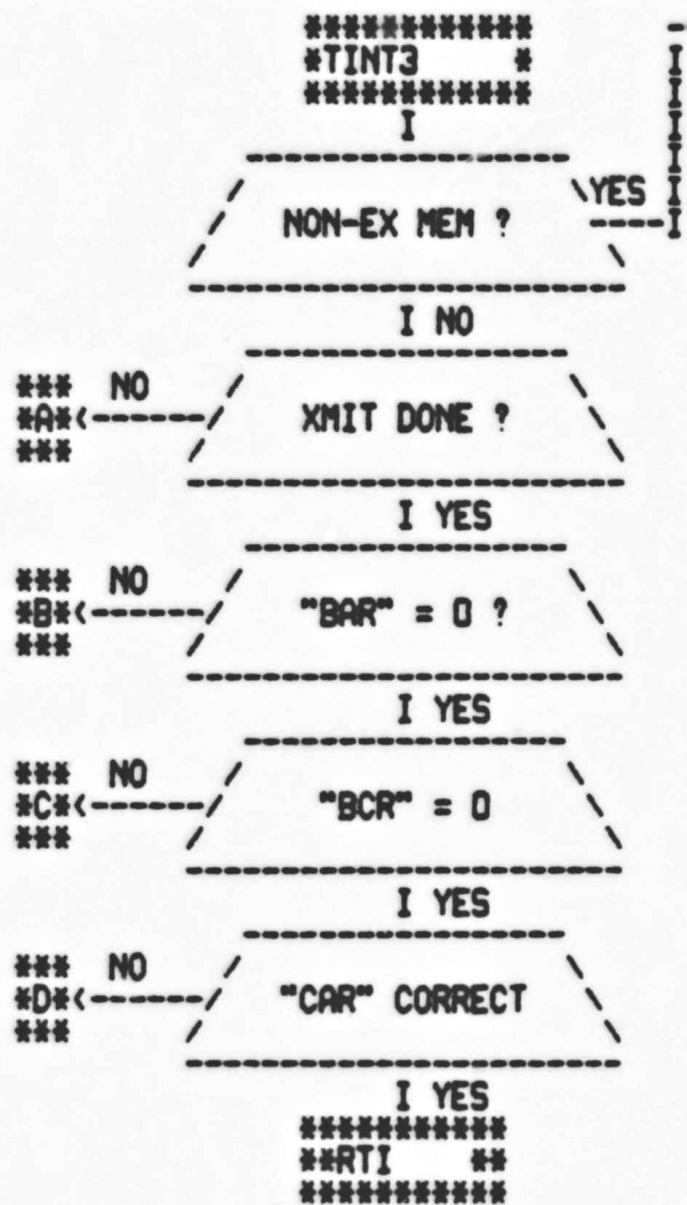 TINT3
YES
NON-EX MEM ?
I NO
NO
*A*<------ XMIT DONE ?
I YES
NO
*B*<------ "BAR" = 0 ?
I YES
NO
*C*<------ "BCR" = 0
I YES
NO
*D*<------ "CAR" CORRECT
I YES
**RTI **